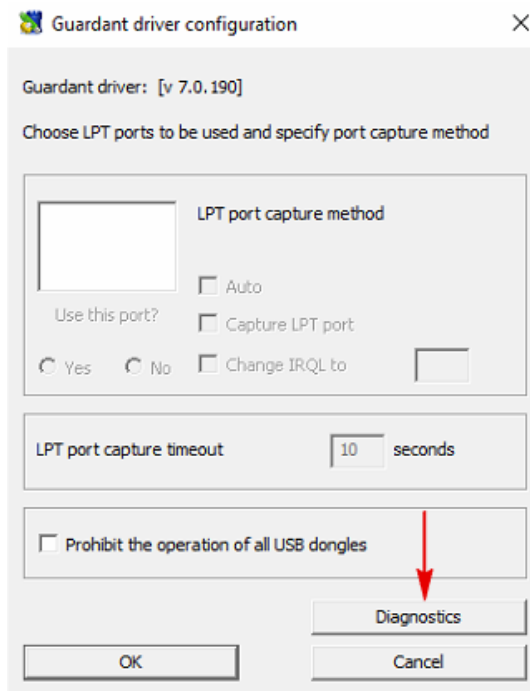 Guardant driver configuration
Guardant driver: [v 7.0.190]
Choose LPT ports to be used and specify port capture method
LPT port capture method
Auto
Use this port?
Capture LPT port
Yes No Change IRQL to
LPT port capture timeout 10 seconds
Prohibit the operation of all USB dongles
Diagnostics
OK Cancel